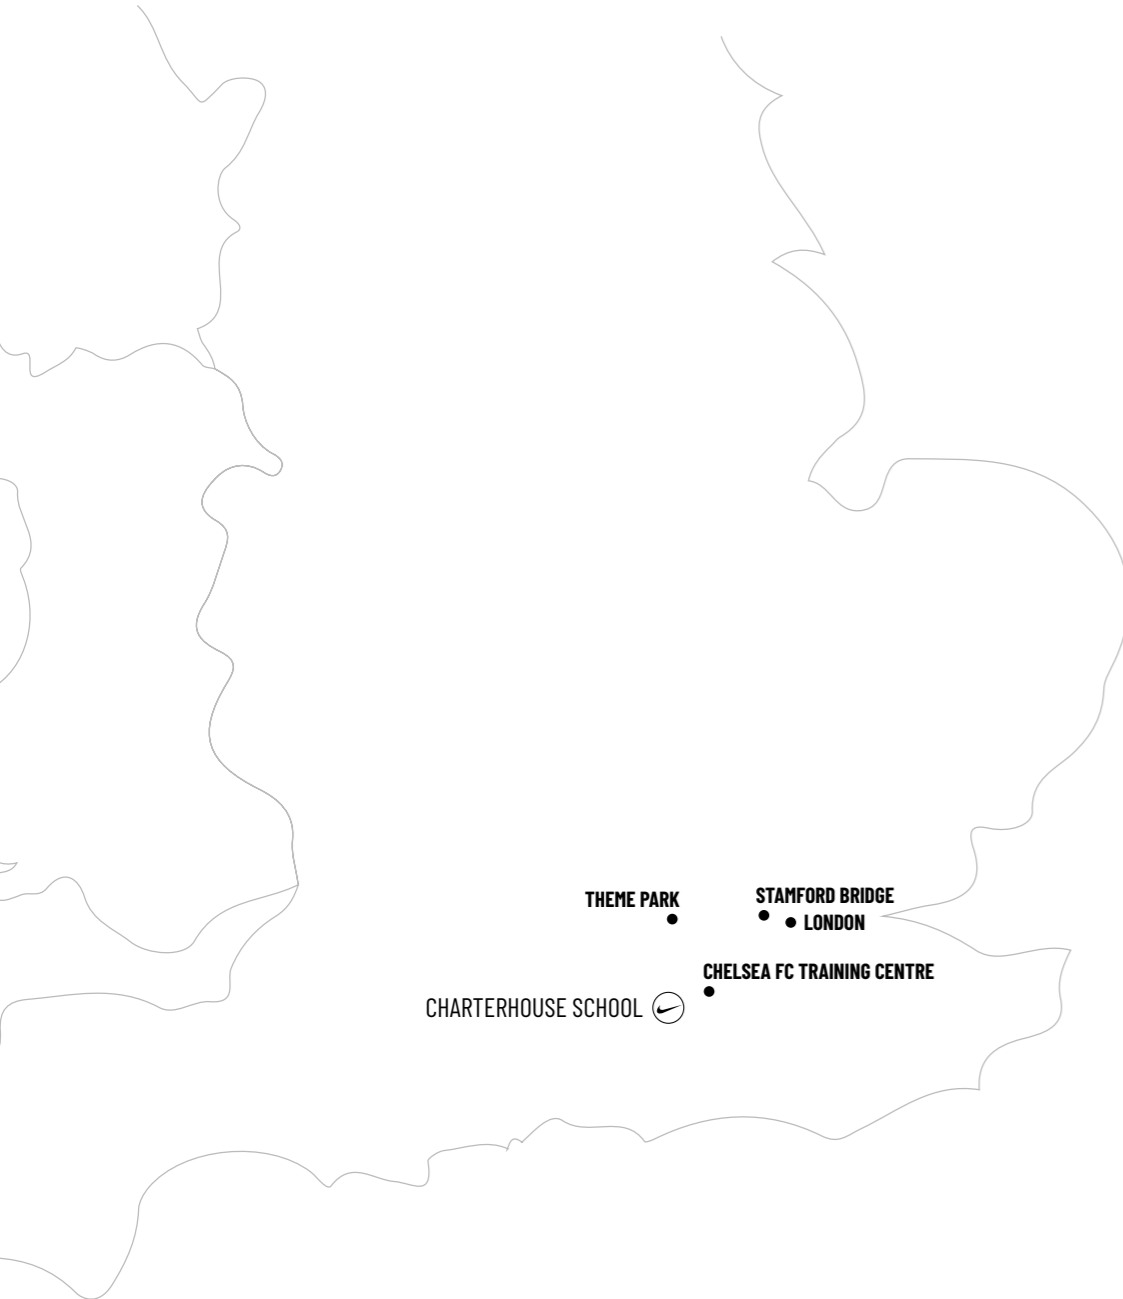 THEME PARK
STAMFORD BRIDGE
LONDON
CHELSEA FC TRAINING CENTRE
CHARTERHOUSE SCHOOL